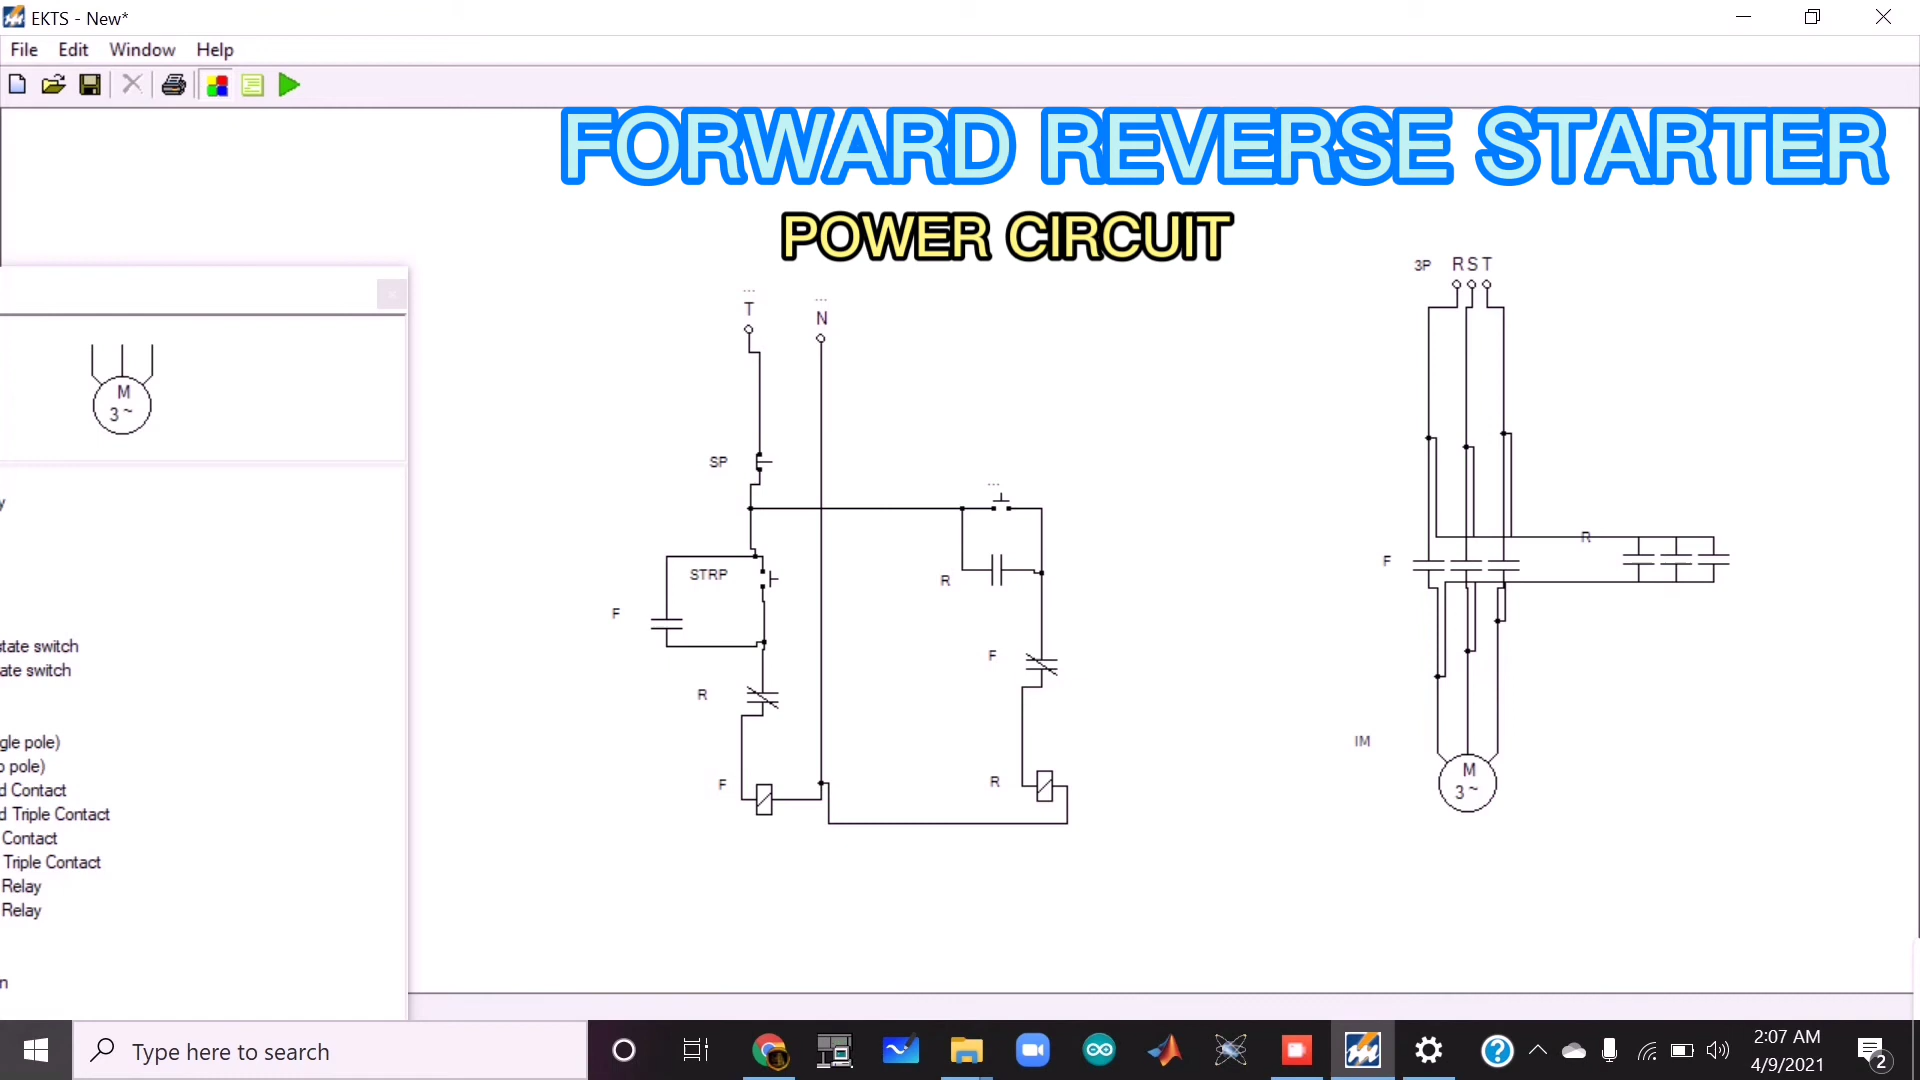 EKTS - New*
File Edit Window Help
FORWARD REVERSE STARTER
POWER CIRCUIT
3P R S T
...
T
...
N
M
3 ~
SP
...
STRP
R
F
R
F
F
R
F
R
IM
F
R
M
3 ~
y
tate switch
ate switch
gle pole)
o pole)
d Contact
d Triple Contact
Contact
Triple Contact
Relay
Relay
n
Type here to search
2:07 AM
4/9/2021
2